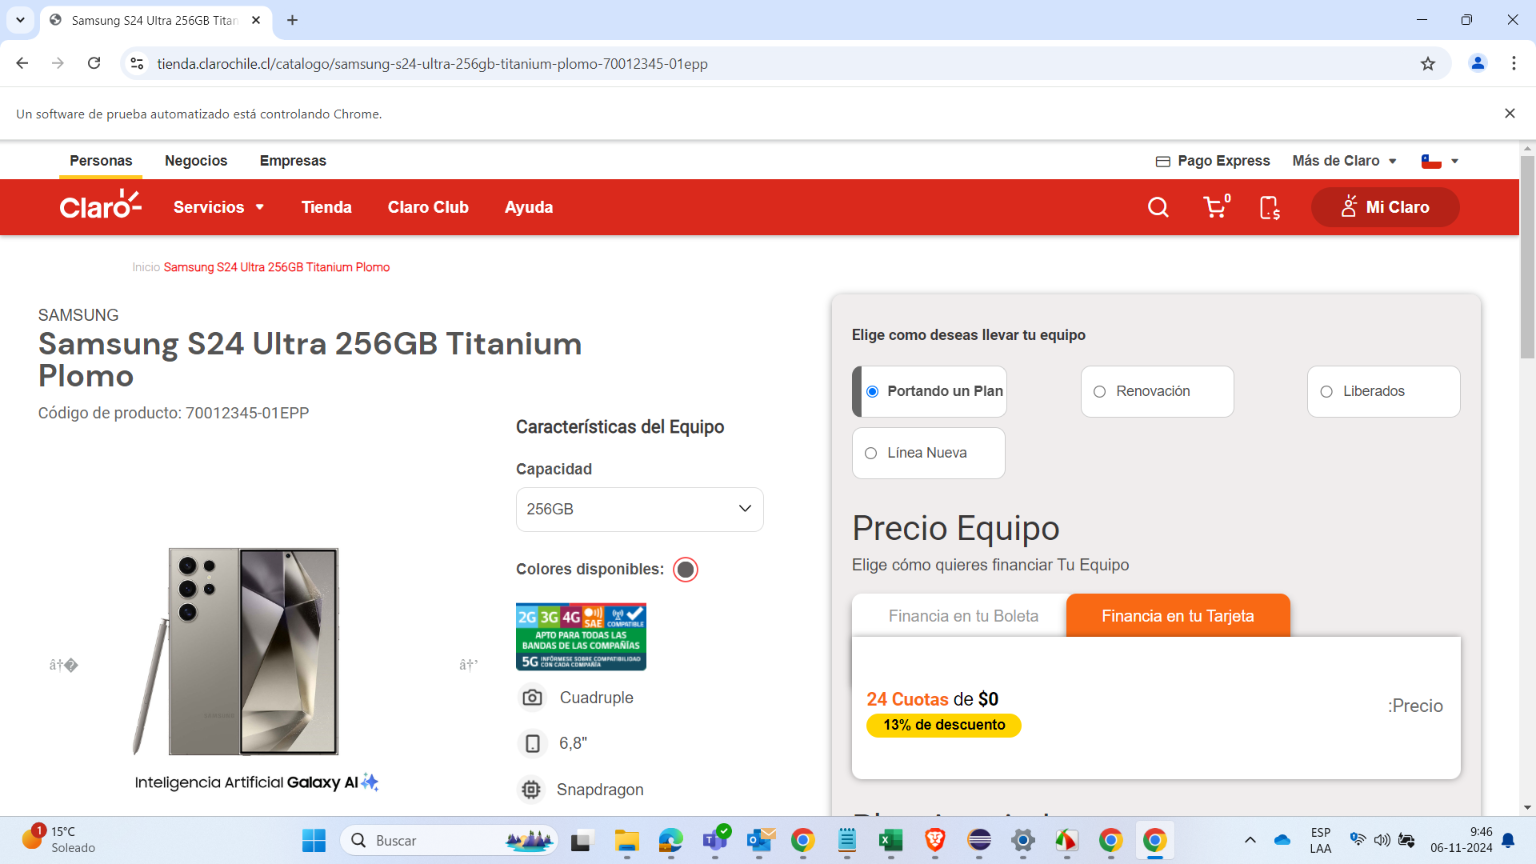 Samsung S24 Ultra 256GB Titan
tienda.clarochile.cl/catalogo/samsung-s24-ultra-256gb-titanium-plomo-70012345-01epp
Un software de prueba automatizado está controlando Chrome.
Personas Negocios Empresas Pago Express Más de Claro
Claro Servicios Tienda Claro Club Ayuda 0 Mi Claro
Inicio Samsung S24 Ultra 256GB Titanium Plomo
SAMSUNG
Samsung S24 Ultra 256GB Titanium
Plomo
Código de producto: 70012345-01EPP
Características del Equipo
Capacidad
256GB
Colores disponibles:
2G 3G 4G SAE COMPATIBLE
APTO PARA TODAS LAS
BANDAS DE LAS COMPAÑÍAS
5G INFÓRMESE SOBRE COMPATIBILIDAD
CON CADA COMPAÑÍA
â†� â†’
Cuadruple
6,8"
Snapdragon
SAMSUNG
Inteligencia Artificial Galaxy AI
Elige como deseas llevar tu equipo
Portando un Plan Renovación Liberados
Línea Nueva
Precio Equipo
Elige cómo quieres financiar Tu Equipo
Financia en tu Boleta Financia en tu Tarjeta
24 Cuotas de $0
:Precio
13% de descuento
1
15°C
Soleado
Buscar
ESP
LAA
9:46
06-11-2024